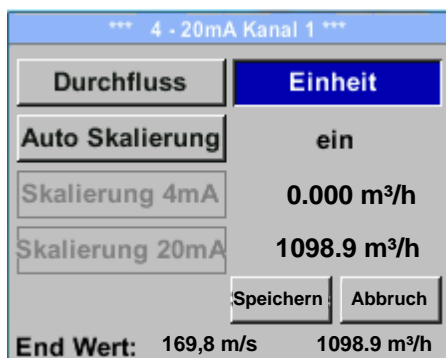 *** 4 - 20mA Kanal 1 ***
Durchfluss Einheit
Auto Skalierung ein
Skalierung 4mA 0.000 m³/h
Skalierung 20mA 1098.9 m³/h
Speichern Abbruch
End Wert: 169,8 m/s 1098.9 m³/h